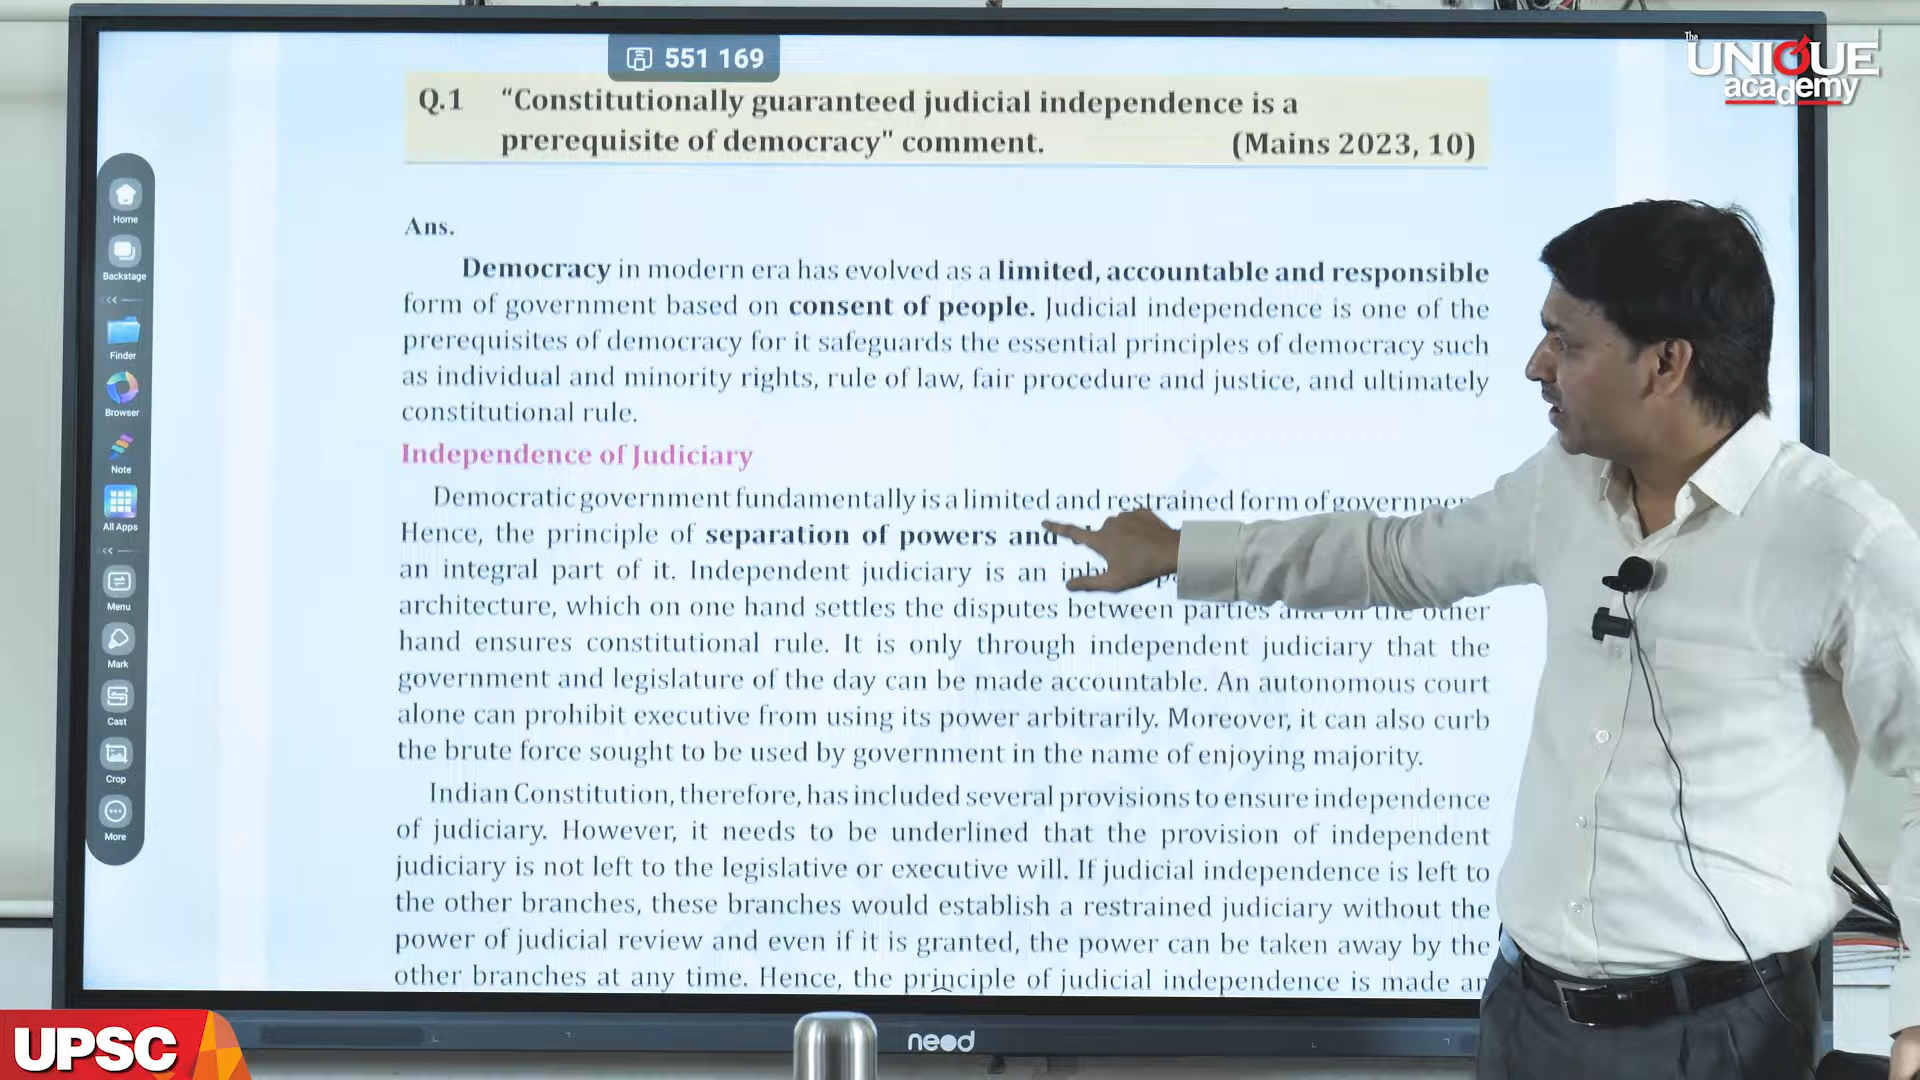 551 169
The
UNIQUE
academy
Q.1 “Constitutionally guaranteed judicial independence is a
prerequisite of democracy" comment. (Mains 2023, 10)
Ans.
Democracy in modern era has evolved as a limited, accountable and responsible
form of government based on consent of people. Judicial independence is one of the
prerequisites of democracy for it safeguards the essential principles of democracy such
as individual and minority rights, rule of law, fair procedure and justice, and ultimately
constitutional rule.
Independence of Judiciary
Democratic government fundamentally is a limited and restrained form of
Hence, the principle of separation of powers and
an integral part of it. Independent judiciary is an
architecture, which on one hand settles the disputes between parties and on the other
hand ensures constitutional rule. It is only through independent judiciary that the
government and legislature of the day can be made accountable. An autonomous court
alone can prohibit executive from using its power arbitrarily. Moreover, it can also curb
the brute force sought to be used by government in the name of enjoying majority.
Indian Constitution, therefore, has included several provisions to ensure independence
of judiciary. However, it needs to be underlined that the provision of independent
judiciary is not left to the legislative or executive will. If judicial independence is left to
the other branches, these branches would establish a restrained judiciary without the
power of judicial review and even if it is granted, the power can be taken away by the
other branches at any time. Hence, the principle of judicial independence is made an
Home
Backstage
Finder
Browser
Note
All Apps
Menu
Mark
Cast
Crop
More
UPSC